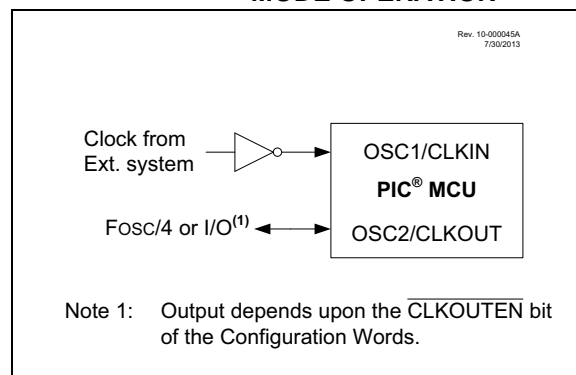 MODE OPERATION
Rev. 10-000045A
7/30/2013
Clock from
Ext. system
OSC1/CLKIN
PIC® MCU
FOSC/4 or I/O(1)
OSC2/CLKOUT
Note 1: Output depends upon the CLKOUTEN bit
of the Configuration Words.